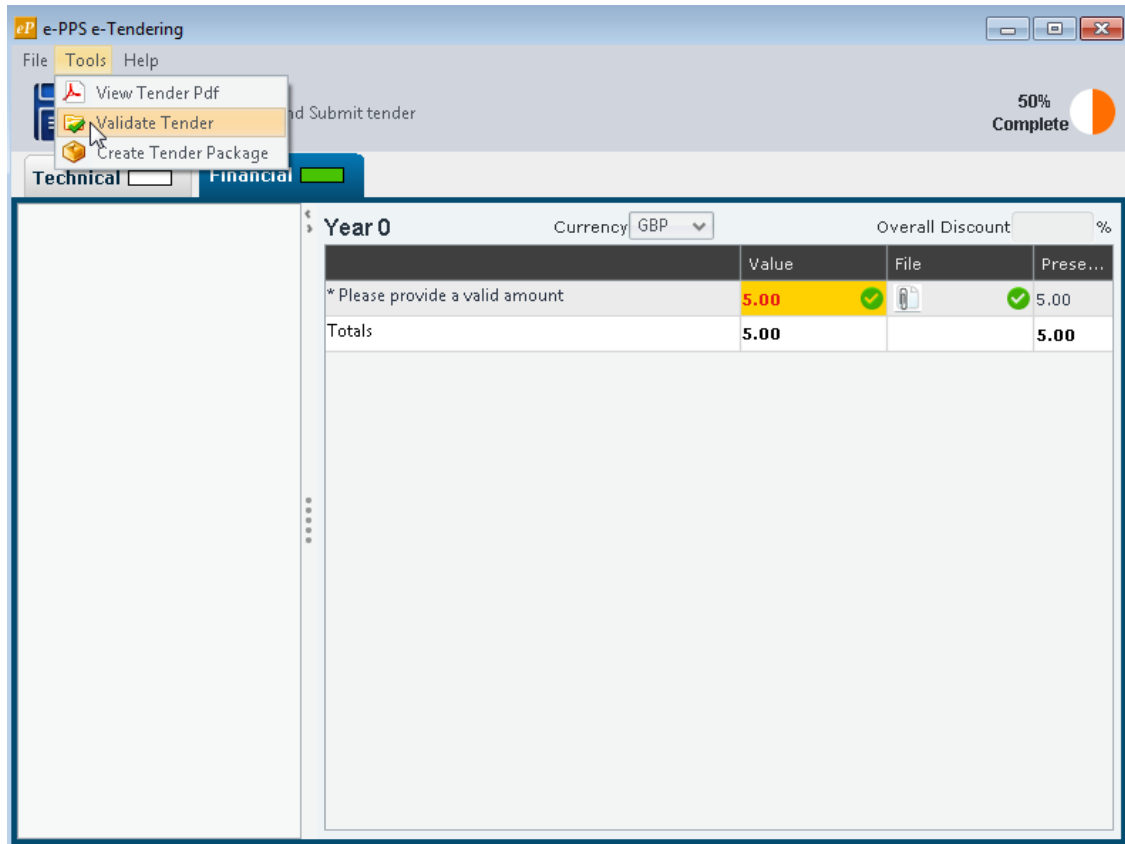 eP e-PPS e-Tendering
File Tools Help
View Tender Pdf
Validate Tender
Create Tender Package
nd Submit tender
50%
Complete
Technical
Financial
Year 0 Currency GBP Overall Discount %
Value File Prese...
* Please provide a valid amount 5.00 5.00
Totals 5.00 5.00